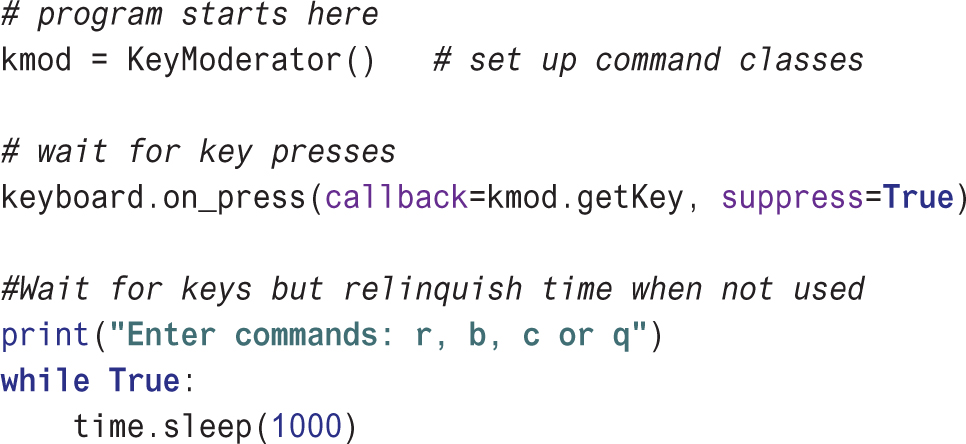 # program starts here
kmod = KeyModerator()   # set up command classes
# wait for key presses
keyboard.on_press(callback=kmod.getKey, suppress=True)
#Wait for keys but relinquish time when not used
print("Enter commands: r, b, c or q")
while True:
    time.sleep(1000)